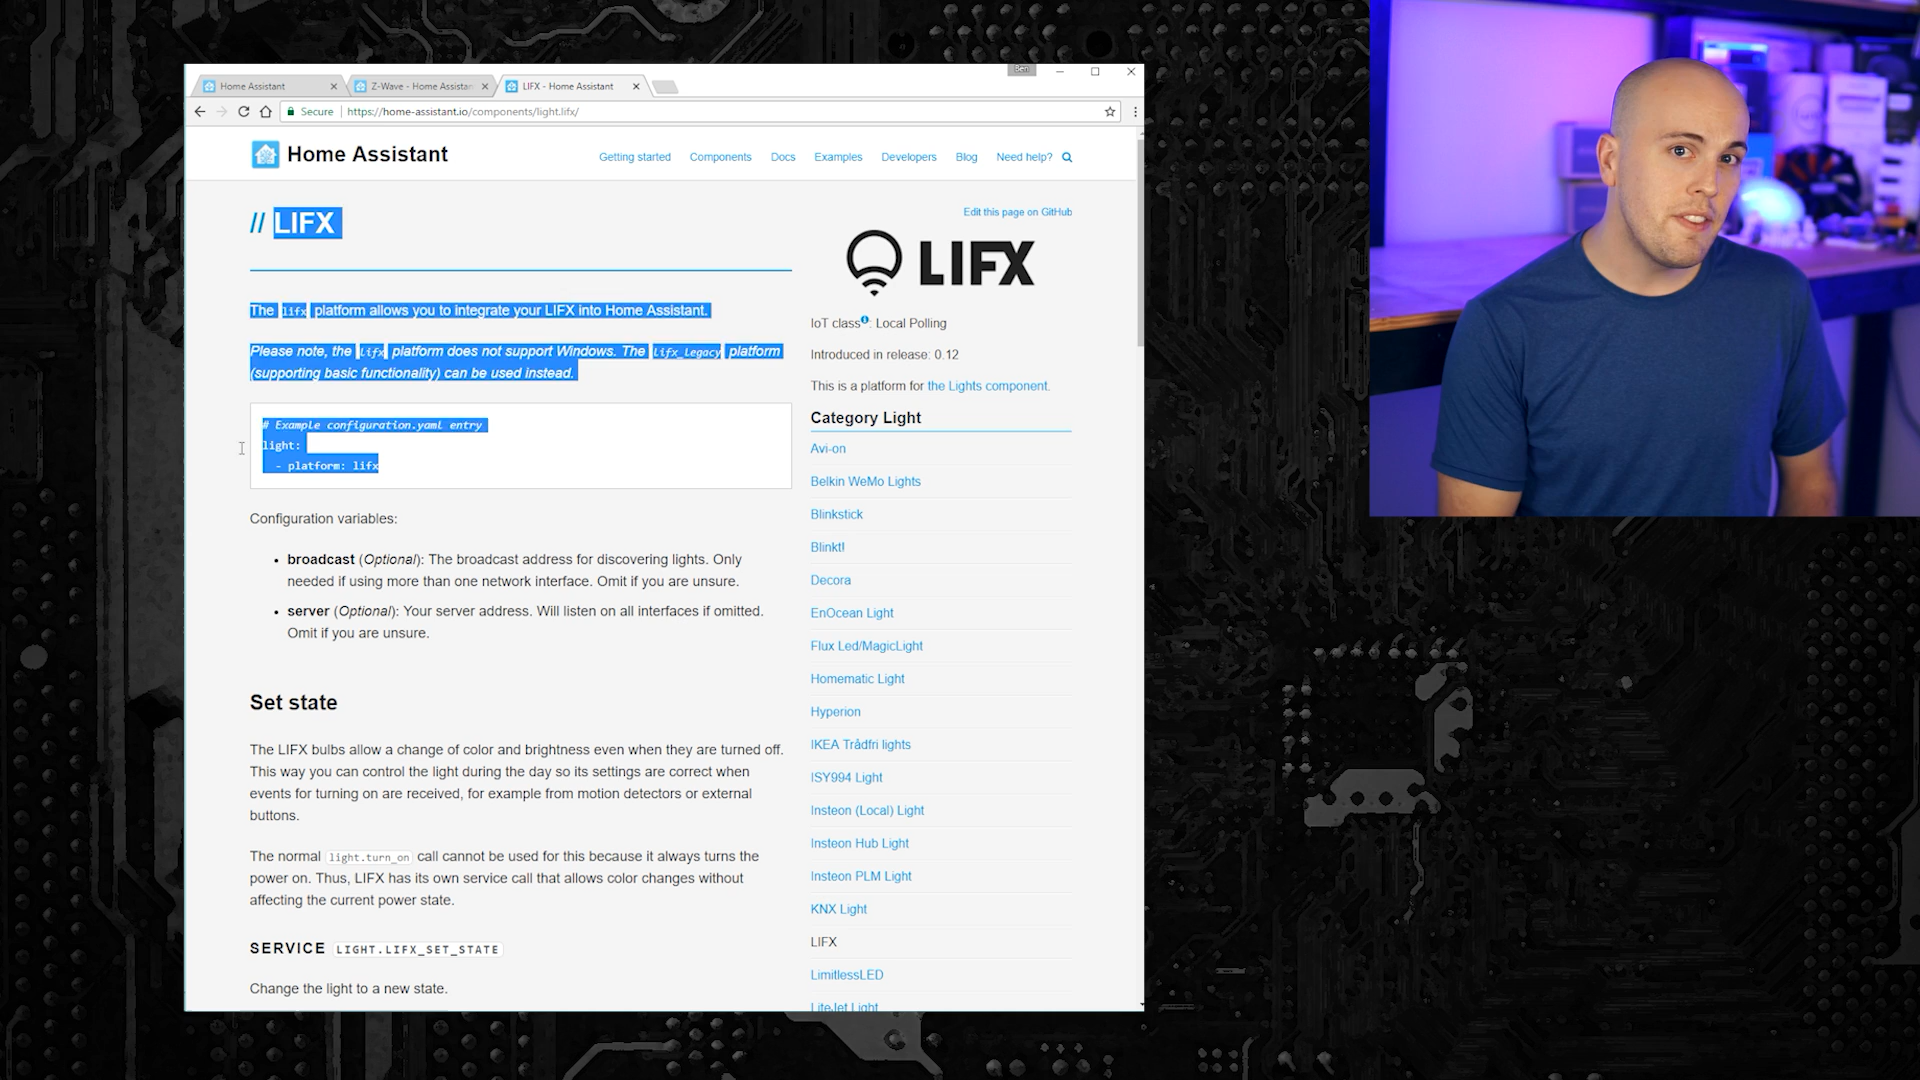 Ben
Home Assistant
Z-Wave - Home Assistan
LIFX - Home Assistant
Secure https://home-assistant.io/components/light.lifx/
Home Assistant
Getting started Components Docs Examples Developers Blog Need help?
// LIFX
The lifx platform allows you to integrate your LIFX into Home Assistant.
Please note, the lifx platform does not support Windows. The lifx_legacy platform
(supporting basic functionality) can be used instead.
# Example configuration.yaml entry
light:
- platform: lifx
Configuration variables:
• broadcast (Optional): The broadcast address for discovering lights. Only
needed if using more than one network interface. Omit if you are unsure.
• server (Optional): Your server address. Will listen on all interfaces if omitted.
Omit if you are unsure.
Set state
The LIFX bulbs allow a change of color and brightness even when they are turned off.
This way you can control the light during the day so its settings are correct when
events for turning on are received, for example from motion detectors or external
buttons.
The normal light.turn_on call cannot be used for this because it always turns the
power on. Thus, LIFX has its own service call that allows color changes without
affecting the current power state.
SERVICE LIGHT.LIFX_SET_STATE
Change the light to a new state.
Edit this page on GitHub
LIFX
IoT class: Local Polling
Introduced in release: 0.12
This is a platform for the Lights component.
Category Light
Avi-on
Belkin WeMo Lights
Blinkstick
Blinkt!
Decora
EnOcean Light
Flux Led/MagicLight
Homematic Light
Hyperion
IKEA Trådfri lights
ISY994 Light
Insteon (Local) Light
Insteon Hub Light
Insteon PLM Light
KNX Light
LIFX
LimitlessLED
LiteJet Light